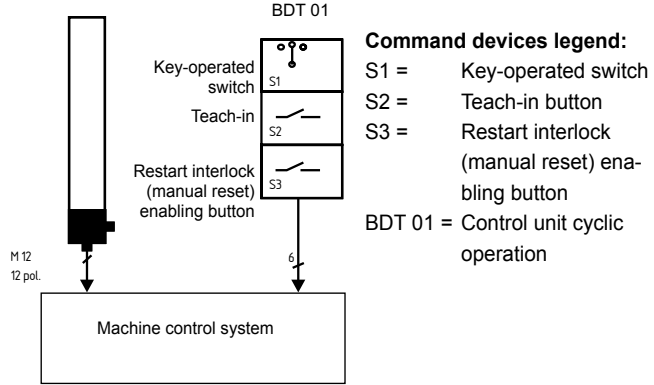 BDT 01
Key-operated
switch
S1
Teach-in
S2
Restart interlock
(manual reset)
enabling button
S3
M 12
12 pol.
6
Machine control system
Command devices legend:
S1 = Key-operated switch
S2 = Teach-in button
S3 = Restart interlock
(manual reset) ena-
bling button
BDT 01 = Control unit cyclic
operation